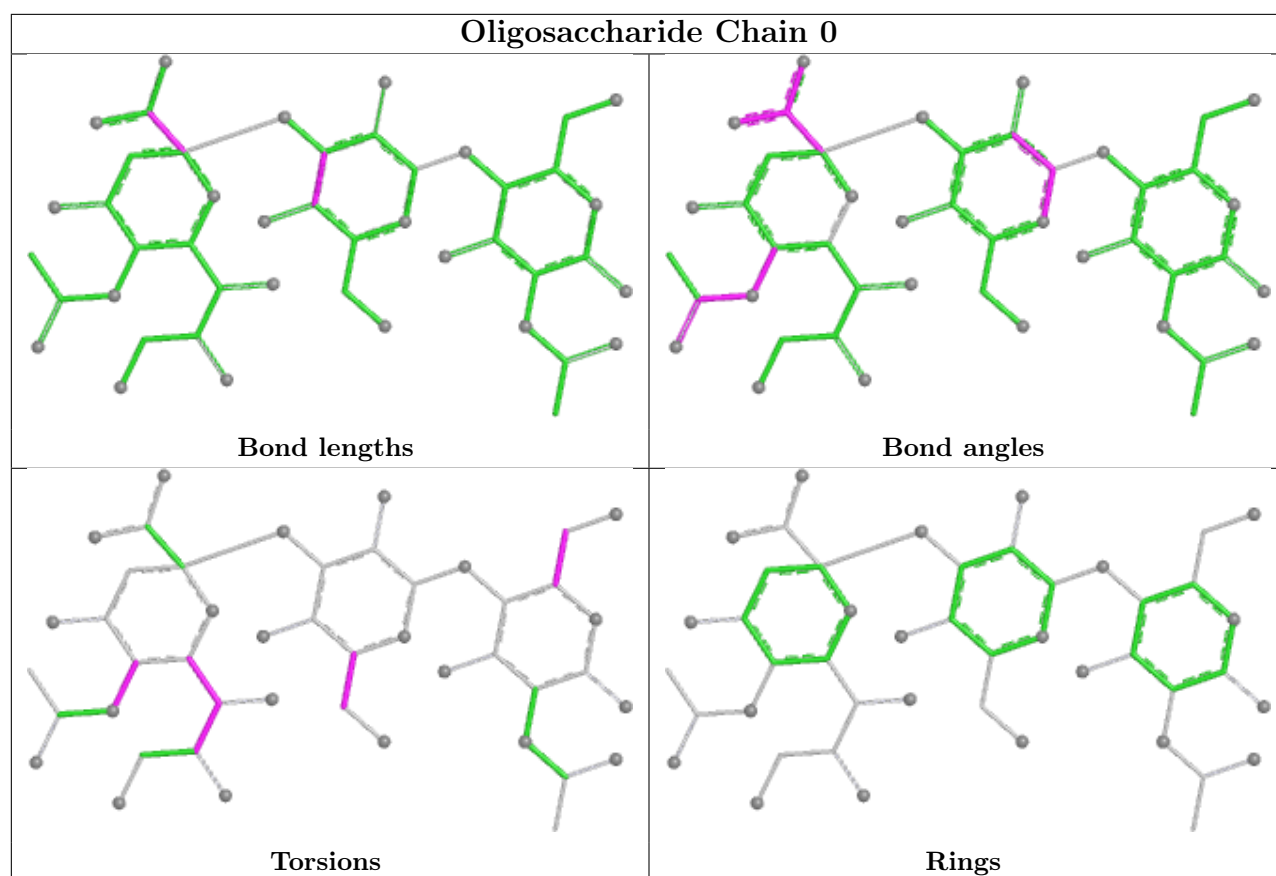 Oligosaccharide Chain 0
Bond lengths
Bond angles
Torsions
Rings